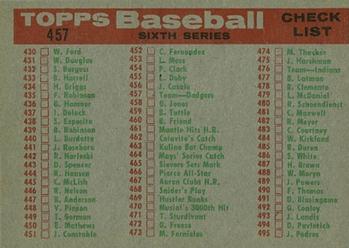 TOPPS Baseball CHECK LIST
457 SIXTH SERIES
430 W. Ford
431 W. Douglas
432 S. Burgess
433 B. Harrell
434 H. Griggs
435 F. Robinson
436 G. Hamner
437 I. Delock
438 S. Esposito
439 B. Robinson
440 L. Burdette
441 J. Roseboro
442 R. Narleski
443 D. Spencer
444 R. Hansen
445 C. McLish
446 R. Nelson
447 K. Anderson
448 V. Pinson
449 T. Gorman
450 E. Mathews
451 J. Constable
452 C. Fernandez
453 L. Moss
454 P. Clark
455 L. Doby
456 J. Casale
457 Team-Dodgers
458 G. Jones
459 B. Tuttle
460 B. Friend
461 Mantle Hits H.R.
462 Colavito's Catch
463 Kaline Bat Champ
464 Mays' Series Catch
465 Sievers Sets Mark
466 Pierce All-Star
467 Aaron Clubs H.R.
468 Snider's Play
469 Hustler Banks
470 Musial's 3000th Hit
471 T. Sturdivant
472 G. Freese
473 M. Fornieles
474 M. Thacker
475 J. Harshman
476 Team-Indians
477 B. Latman
478 R. Clemente
479 L. McDaniel
480 R. Schoendienst
481 C. Maxwell
482 R. Meyer
483 C. Courtney
484 W. Kirkland
485 R. Duren
486 S. White
487 H. Brown
488 W. Moryn
489 J. Powers
490 F. Thomas
491 D. Blasingame
492 G. Conley
493 J. Landis
494 D. Pavletich
495 J. Podres